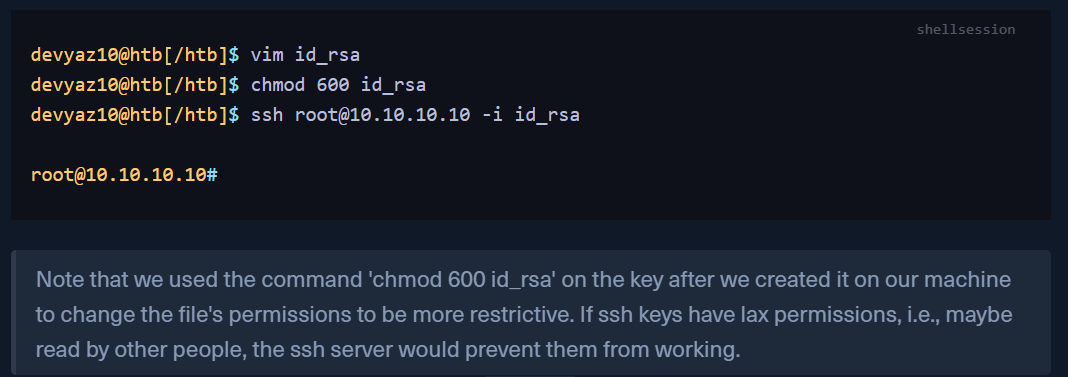 shellsession
devyaz10@htb[/htb]$ vim id_rsa
devyaz10@htb[/htb]$ chmod 600 id_rsa
devyaz10@htb[/htb]$ ssh root@10.10.10.10 -i id_rsa
root@10.10.10.10#
Note that we used the command 'chmod 600 id_rsa' on the key after we created it on our machine
to change the file's permissions to be more restrictive. If ssh keys have lax permissions, i.e., maybe
read by other people, the ssh server would prevent them from working.